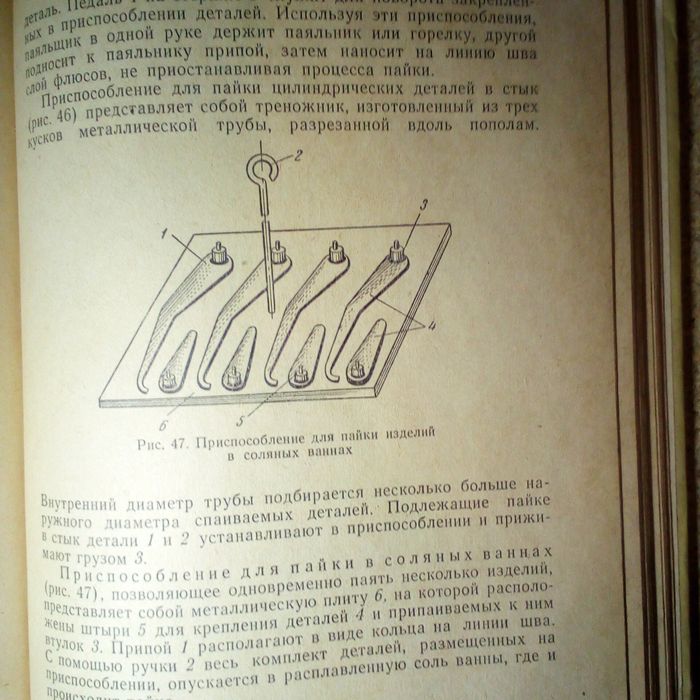 деталь. Педаль
ных в приспособлении деталей. Используя эти приспособления,
паяльщик в одной руке держит паяльник или горелку, другой
подносит к паяльнику припой, затем наносит на линию шва
слой флюсов, не приостанавливая процесса пайки.
Приспособление для пайки цилиндрических деталей в стык
(рис. 46) представляет собой треножник, изготовленный из трех
кусков металлической трубы, разрезанной вдоль пополам.
2
1
3
4
5
6
Рис. 47. Приспособление для пайки изделий
в соляных ваннах
Внутренний диаметр трубы подбирается несколько больше на-
ружного диаметра спаиваемых деталей. Подлежащие пайке
в стык детали 1 и 2 устанавливают в приспособлении и прижи-
мают грузом 3.
Приспособление для пайки в соляных ваннах
(рис. 47), позволяющее одновременно паять несколько изделий,
представляет собой металлическую плиту 6, на которой располо-
жены штыри 5 для крепления деталей 4 и припаиваемых к ним
втулок 3. Припой 1 располагают в виде кольца на линии шва.
С помощью ручки 2 весь комплект деталей, размещенных на
приспособлении, опускается в расплавленную соль ванны, где и
происходит